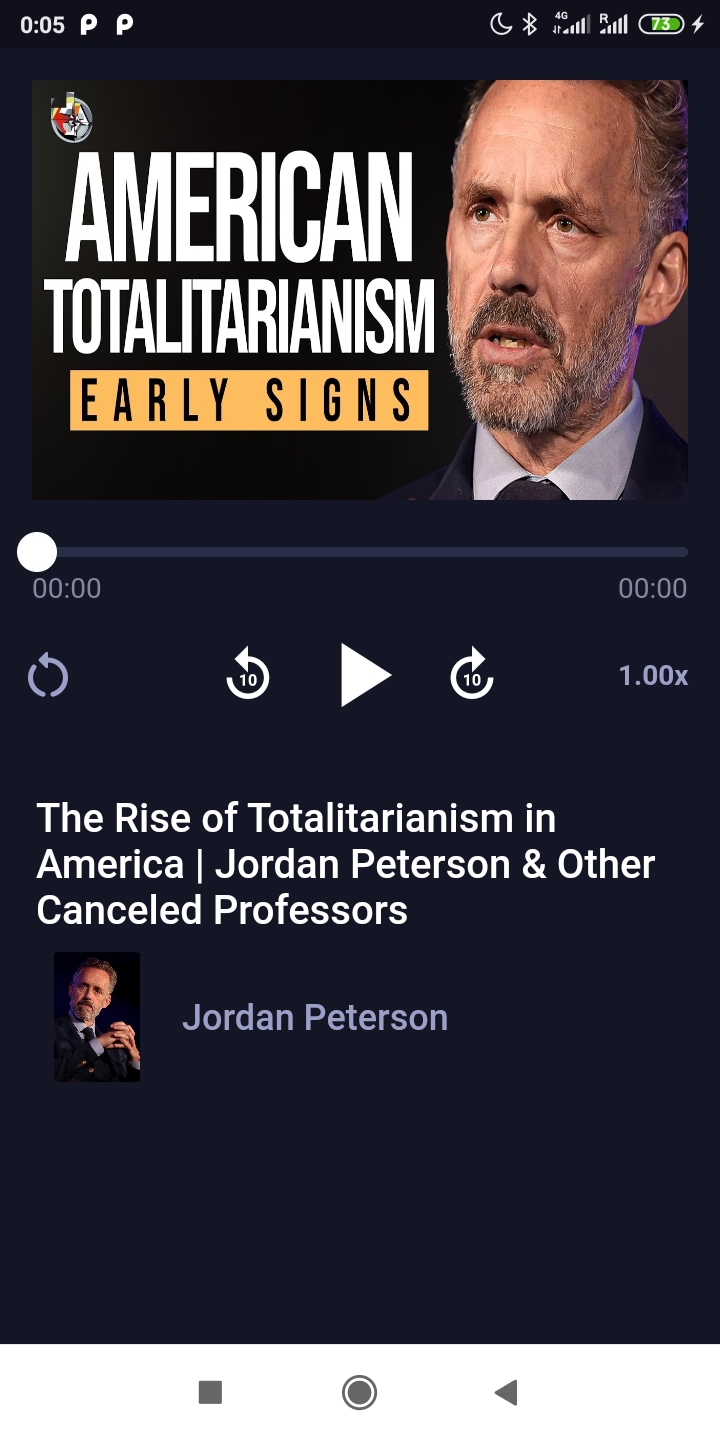 0:05
4G
R
73
AMERICAN
TOTALITARIANISM
EARLY SIGNS
00:00
00:00
10
10
1.00x
The Rise of Totalitarianism in
America | Jordan Peterson & Other
Canceled Professors
Jordan Peterson